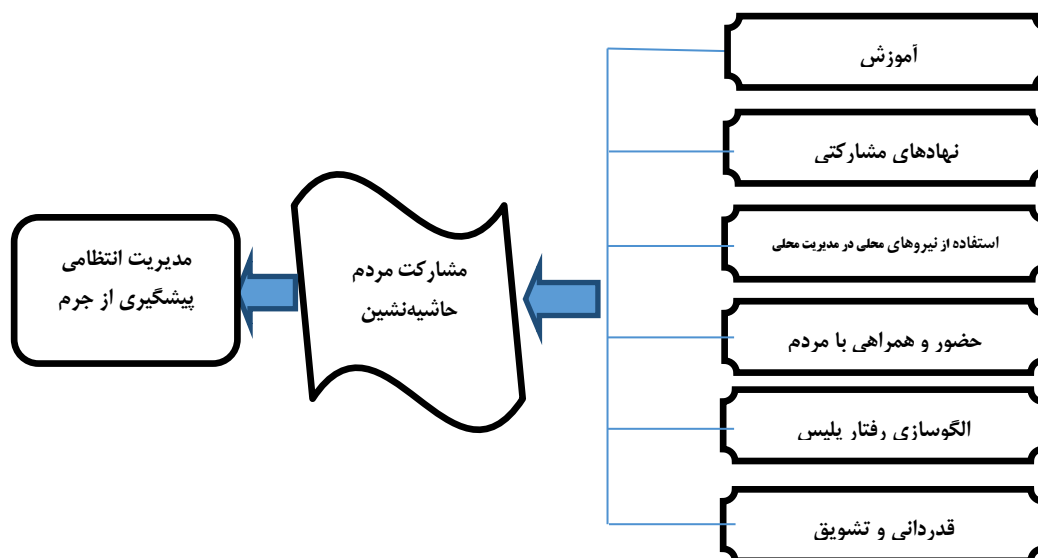 آموزش
نهادهای مشارکتی
استفاده از نیروهای محلی در مدیریت محلی
حضور و همراهی با مردم
الگوسازی رفتار پلیس
قدردانی و تشویق
مشارکت مردم
حاشیه‌نشین
مدیریت انتظامی
پیشگیری از جرم